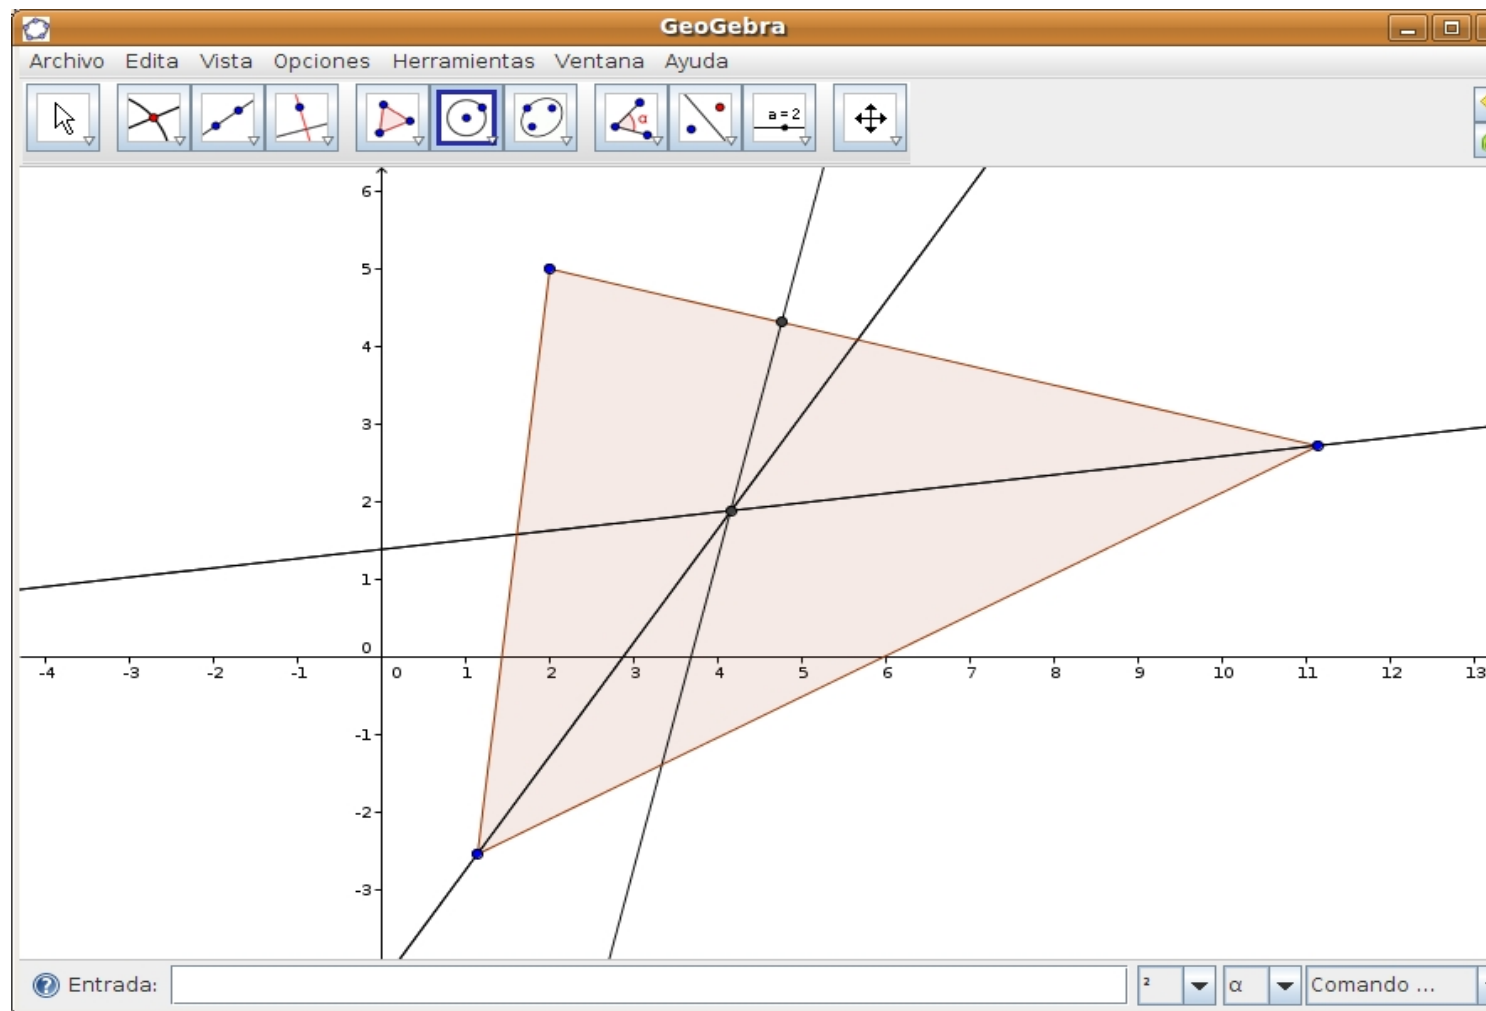 GeoGebra
Archivo Edita Vista Opciones Herramientas Ventana Ayuda
α a = 2
6
5
4
3
2
1
0
-4 -3 -2 -1 0 1 2 3 4 5 6 7 8 9 10 11 12 13
-1
-2
-3
Entrada: ² α Comando ...